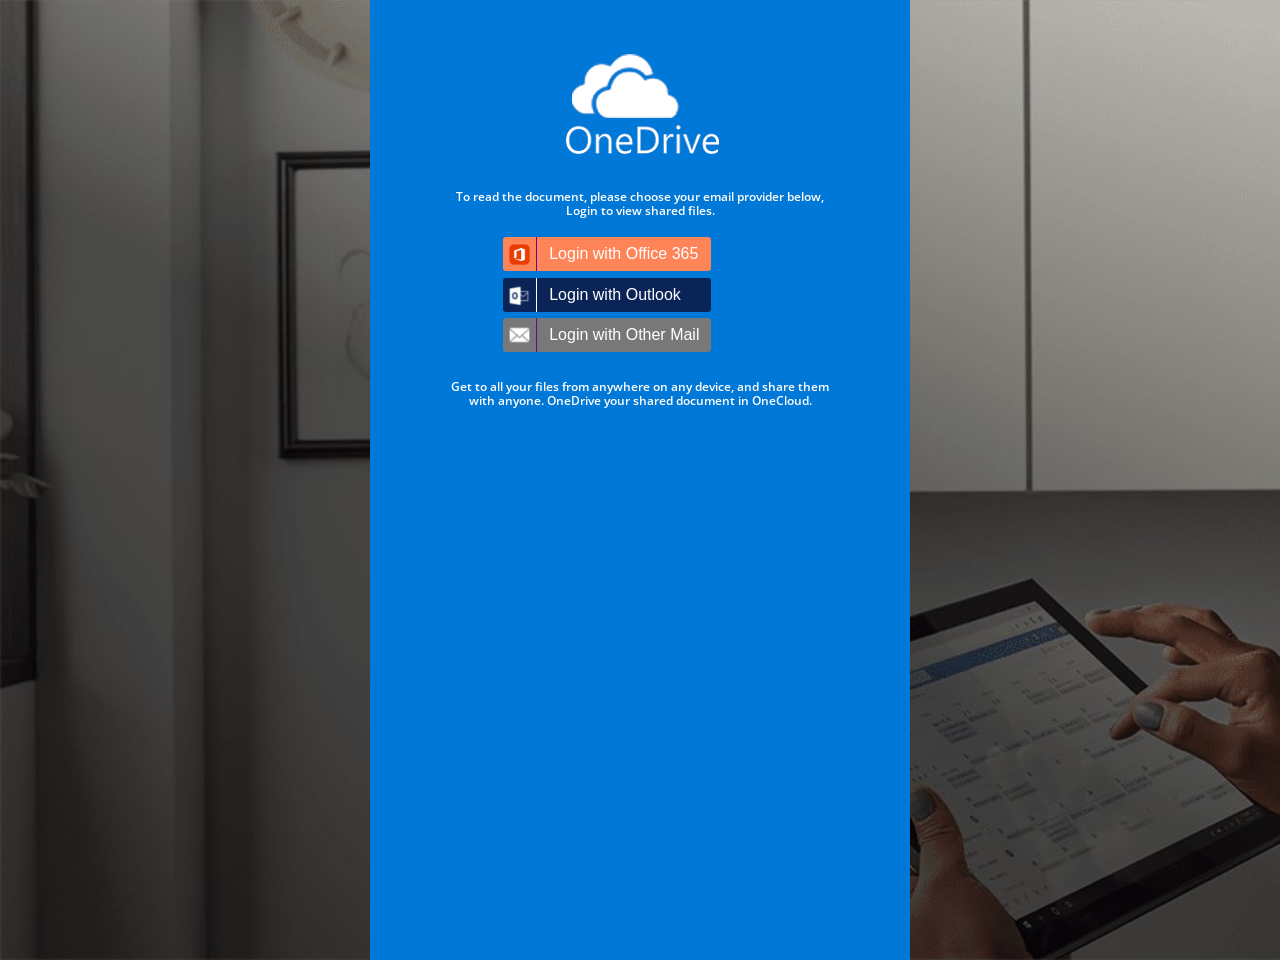 OneDrive
To read the document, please choose your email provider below,
Login to view shared files.
Login with Office 365
Login with Outlook
Login with Other Mail
Get to all your files from anywhere on any device, and share them
with anyone. OneDrive your shared document in OneCloud.